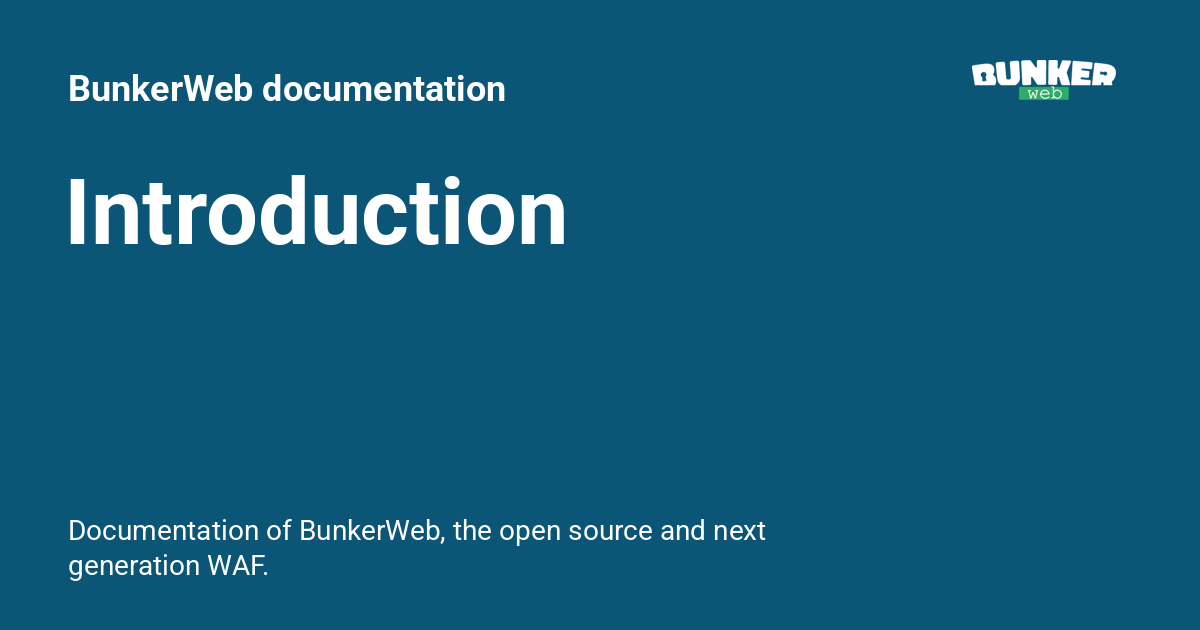 BunkerWeb documentation
BUNKER
web
Introduction
Documentation of BunkerWeb, the open source and next
generation WAF.